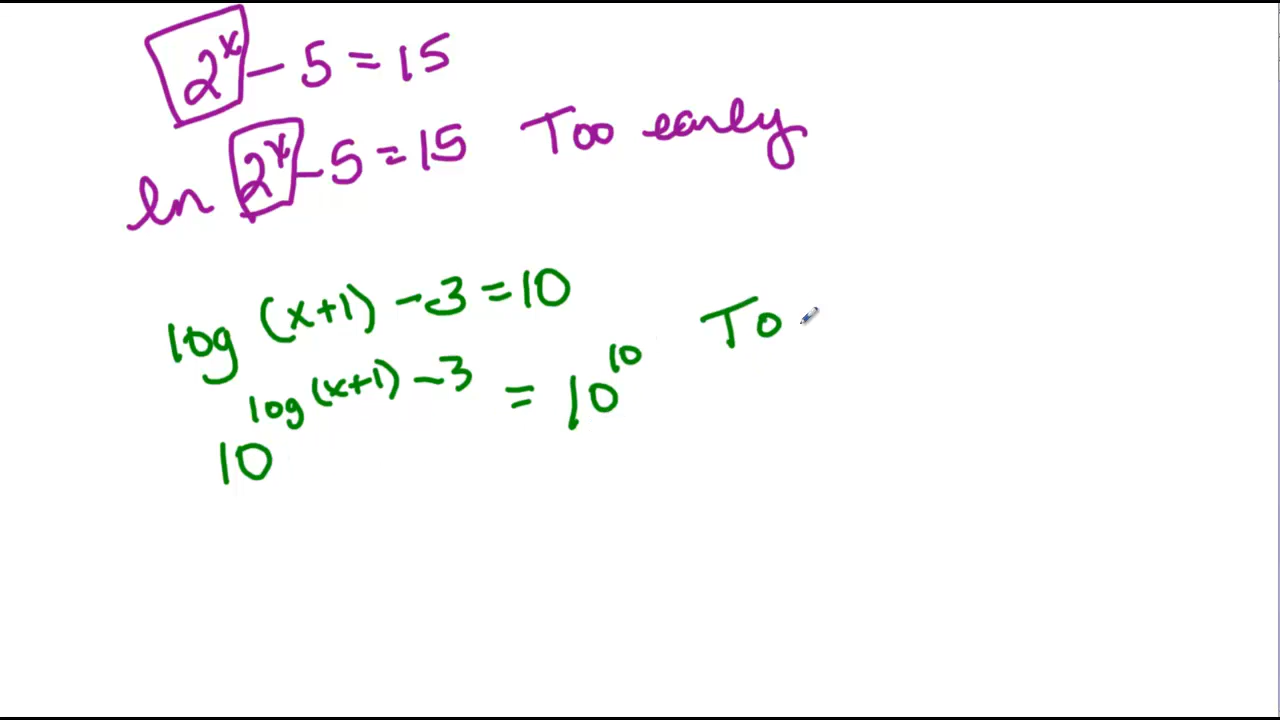 2^x - 5 = 15
ln 2^x - 5 = 15 Too early
log (x+1) - 3 = 10
10^{log (x+1) - 3} = 10^{10} To